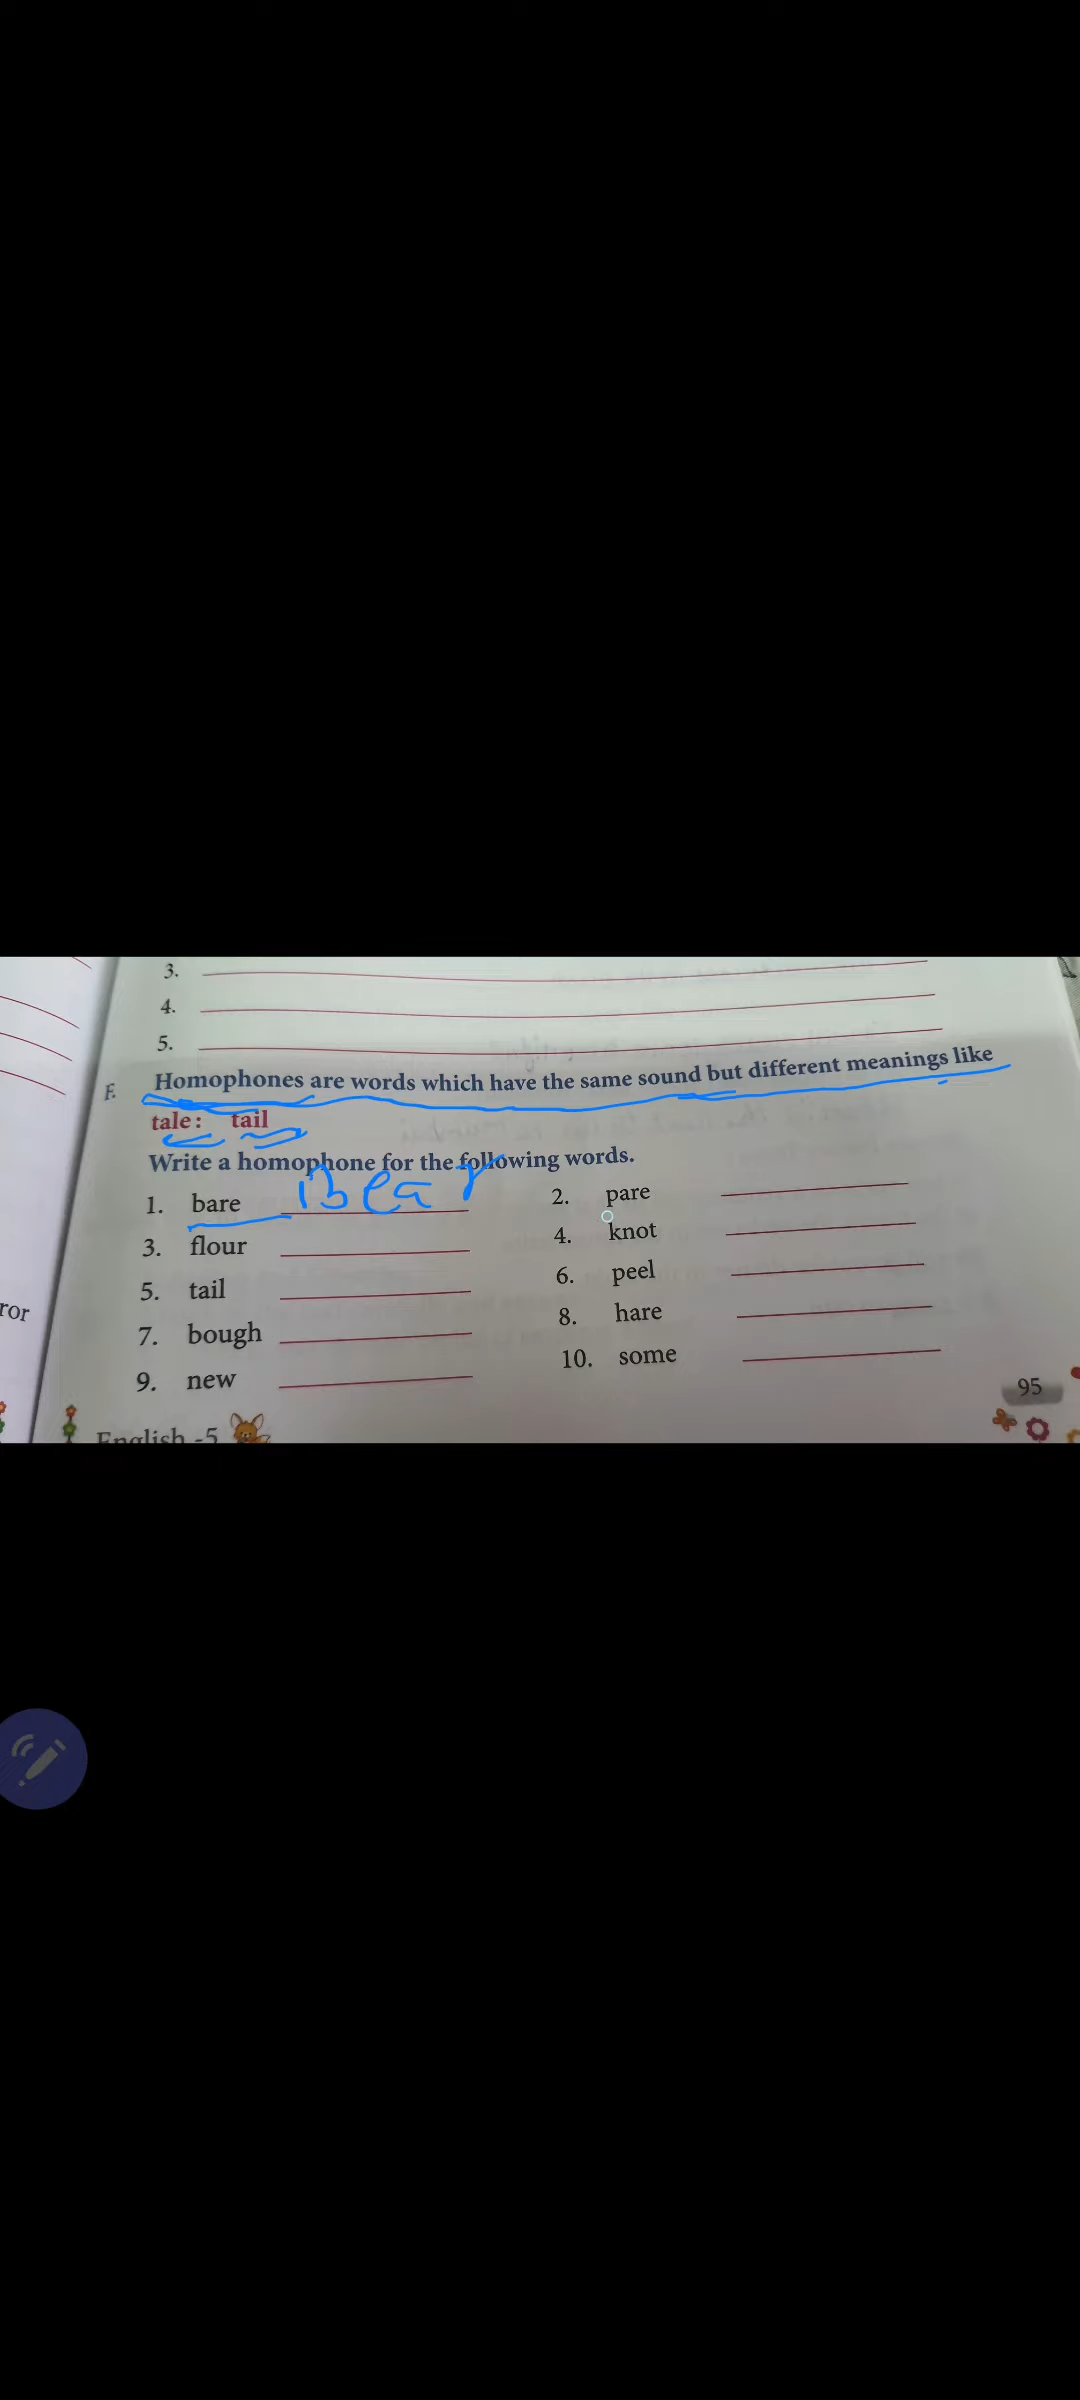 3.
4.
5.
F. Homophones are words which have the same sound but different meanings like
tale: tail
Write a homophone for the following words.
1. bare Bear 2. pare
3. flour 4. knot
5. tail 6. peel
ror
7. bough 8. hare
9. new 10. some
95
English -5